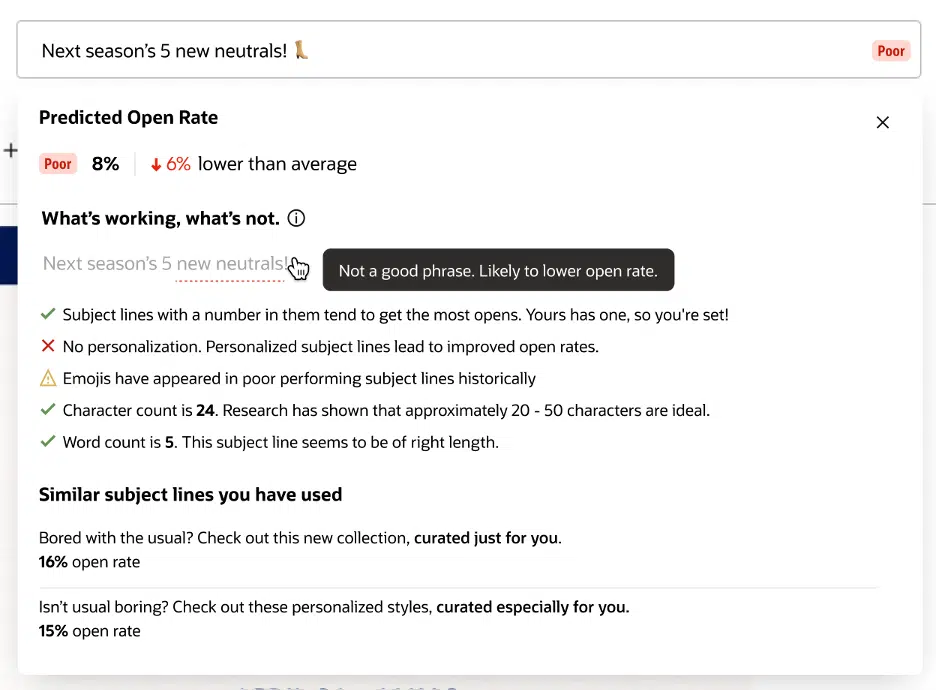 Next season's 5 new neutrals! 👢
Poor
Predicted Open Rate
Poor 8% ↓ 6% lower than average
What's working, what's not.
Next season's 5 new neutrals!
Not a good phrase. Likely to lower open rate.
Subject lines with a number in them tend to get the most opens. Yours has one, so you're set!
No personalization. Personalized subject lines lead to improved open rates.
Emojis have appeared in poor performing subject lines historically
Character count is 24. Research has shown that approximately 20 - 50 characters are ideal.
Word count is 5. This subject line seems to be of right length.
Similar subject lines you have used
Bored with the usual? Check out this new collection, curated just for you.
16% open rate
Isn't usual boring? Check out these personalized styles, curated especially for you.
15% open rate